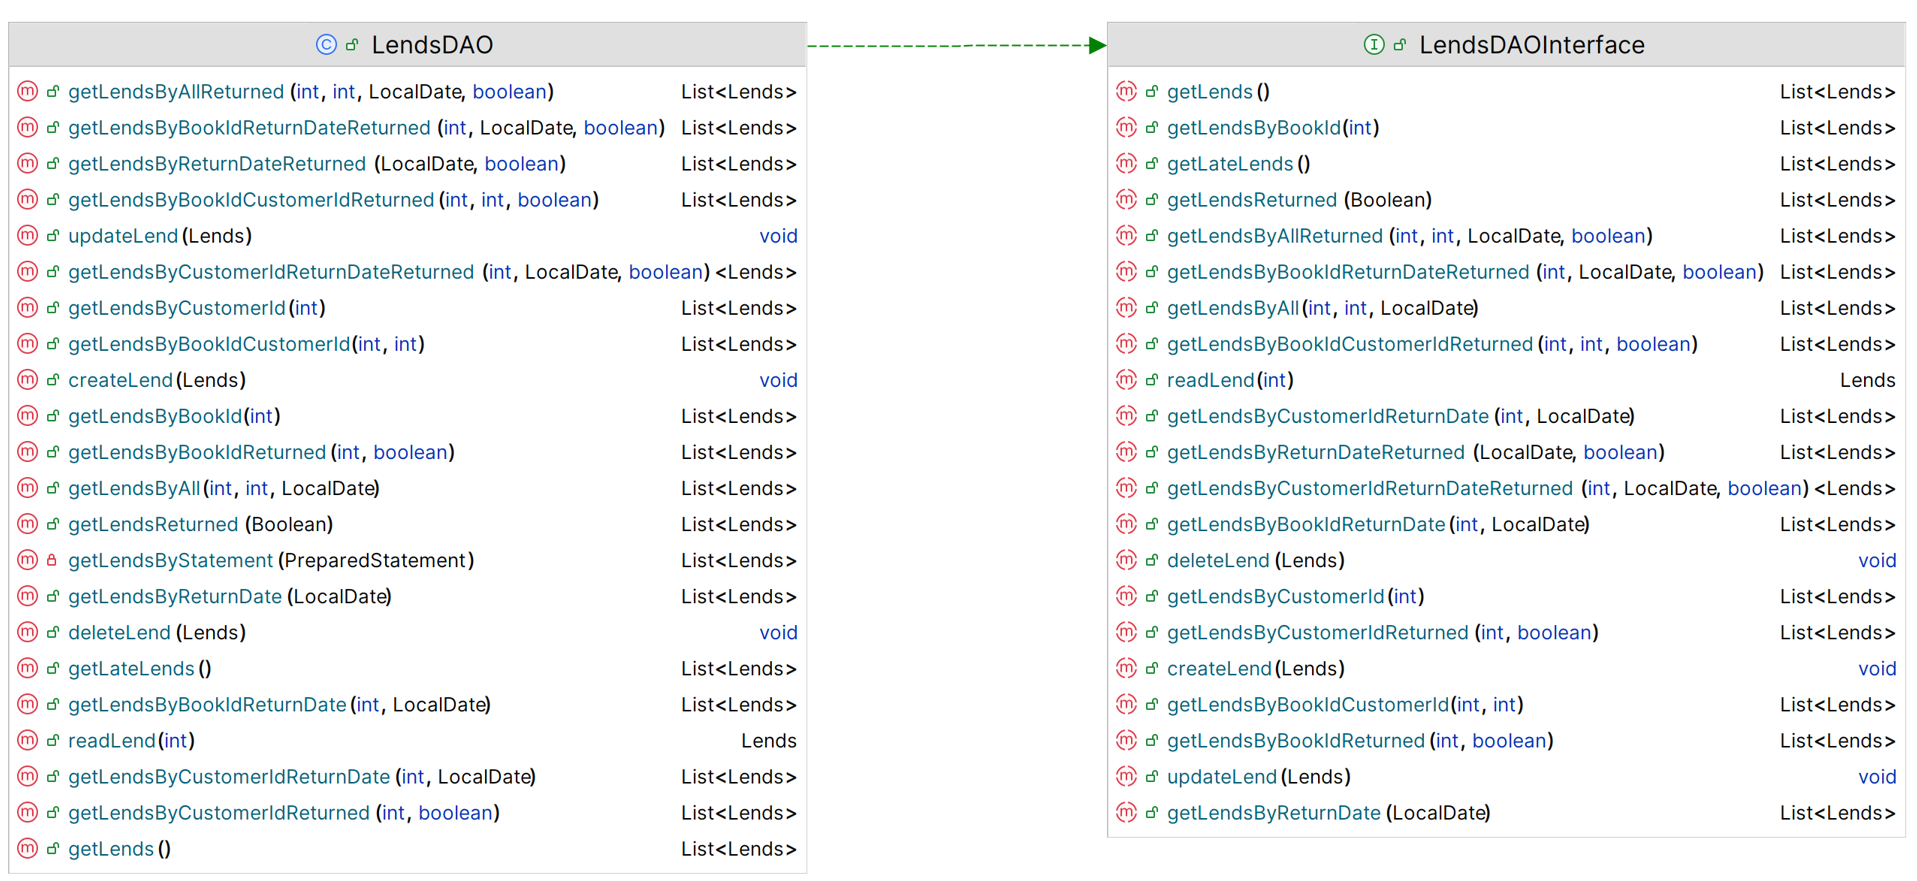 LendsDAO
getLendsByAllReturned (int, int, LocalDate, boolean) List<Lends>
getLendsByBookIdReturnDateReturned (int, LocalDate, boolean) List<Lends>
getLendsByReturnDateReturned (LocalDate, boolean) List<Lends>
getLendsByBookIdCustomerIdReturned (int, int, boolean) List<Lends>
updateLend (Lends) void
getLendsByCustomerIdReturnDateReturned (int, LocalDate, boolean) <Lends>
getLendsByCustomerId (int) List<Lends>
getLendsByBookIdCustomerId (int, int) List<Lends>
createLend (Lends) void
getLendsByBookId (int) List<Lends>
getLendsByBookIdReturned (int, boolean) List<Lends>
getLendsByAll (int, int, LocalDate) List<Lends>
getLendsReturned (Boolean) List<Lends>
getLendsByStatement (PreparedStatement) List<Lends>
getLendsByReturnDate (LocalDate) List<Lends>
deleteLend (Lends) void
getLateLends () List<Lends>
getLendsByBookIdReturnDate (int, LocalDate) List<Lends>
readLend (int) Lends
getLendsByCustomerIdReturnDate (int, LocalDate) List<Lends>
getLendsByCustomerIdReturned (int, boolean) List<Lends>
getLends () List<Lends>
LendsDAOInterface
getLends () List<Lends>
getLendsByBookId (int) List<Lends>
getLateLends () List<Lends>
getLendsReturned (Boolean) List<Lends>
getLendsByAllReturned (int, int, LocalDate, boolean) List<Lends>
getLendsByBookIdReturnDateReturned (int, LocalDate, boolean) List<Lends>
getLendsByAll (int, int, LocalDate) List<Lends>
getLendsByBookIdCustomerIdReturned (int, int, boolean) List<Lends>
readLend (int) Lends
getLendsByCustomerIdReturnDate (int, LocalDate) List<Lends>
getLendsByReturnDateReturned (LocalDate, boolean) List<Lends>
getLendsByCustomerIdReturnDateReturned (int, LocalDate, boolean) <Lends>
getLendsByBookIdReturnDate (int, LocalDate) List<Lends>
deleteLend (Lends) void
getLendsByCustomerId (int) List<Lends>
getLendsByCustomerIdReturned (int, boolean) List<Lends>
createLend (Lends) void
getLendsByBookIdCustomerId (int, int) List<Lends>
getLendsByBookIdReturned (int, boolean) List<Lends>
updateLend (Lends) void
getLendsByReturnDate (LocalDate) List<Lends>